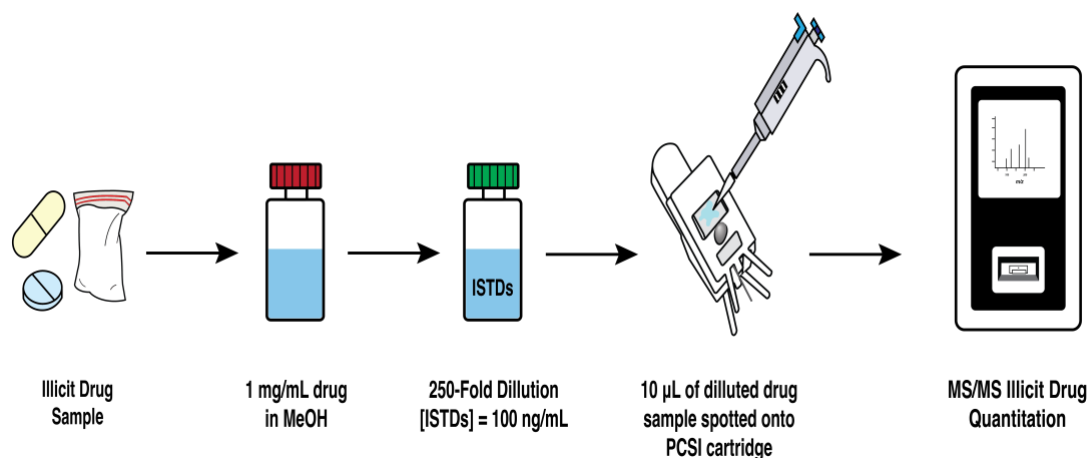 ISTDs
Illicit Drug
Sample
1 mg/mL drug
in MeOH
250-Fold Dillution
[ISTDs] = 100 ng/mL
10 µL of dilluted drug
sample spotted onto
PCSI cartridge
MS/MS Illicit Drug
Quantitation